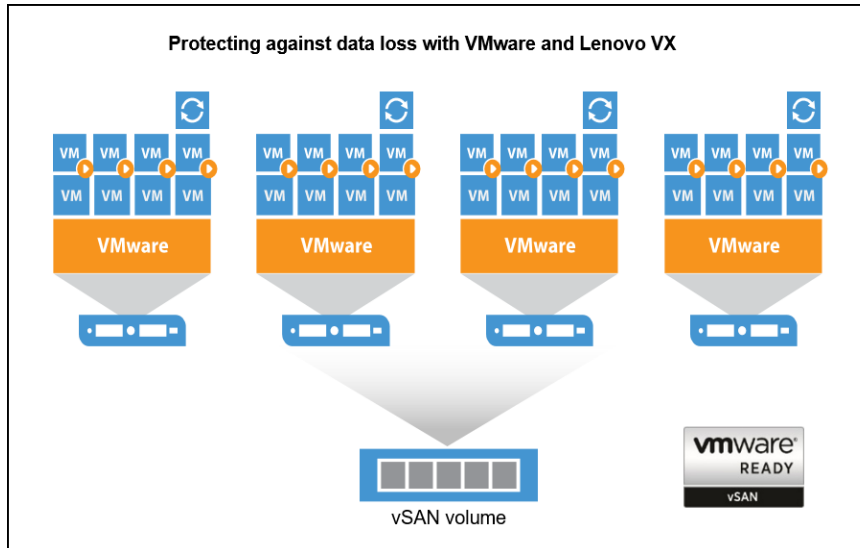 Protecting against data loss with VMware and Lenovo VX
VM VM VM VM VM VM VM VM VM VM VM VM VM VM VM VM
VM VM VM VM VM VM VM VM VM VM VM VM VM VM VM VM
VMware VMware VMware VMware
vmware®
READY
vSAN
vSAN volume